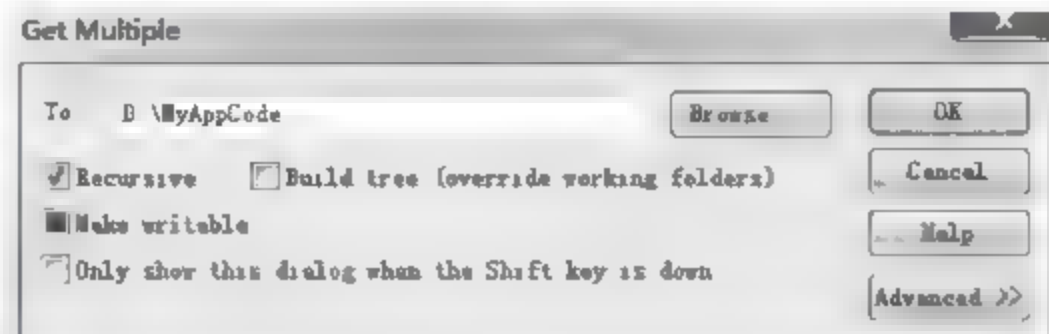 Get Multiple
To D:\MyAppCode Browse OK
Recursive Build tree (override working folders) Cancel
Make writable Help
Only show this dialog when the Shift key is down
Advanced >>